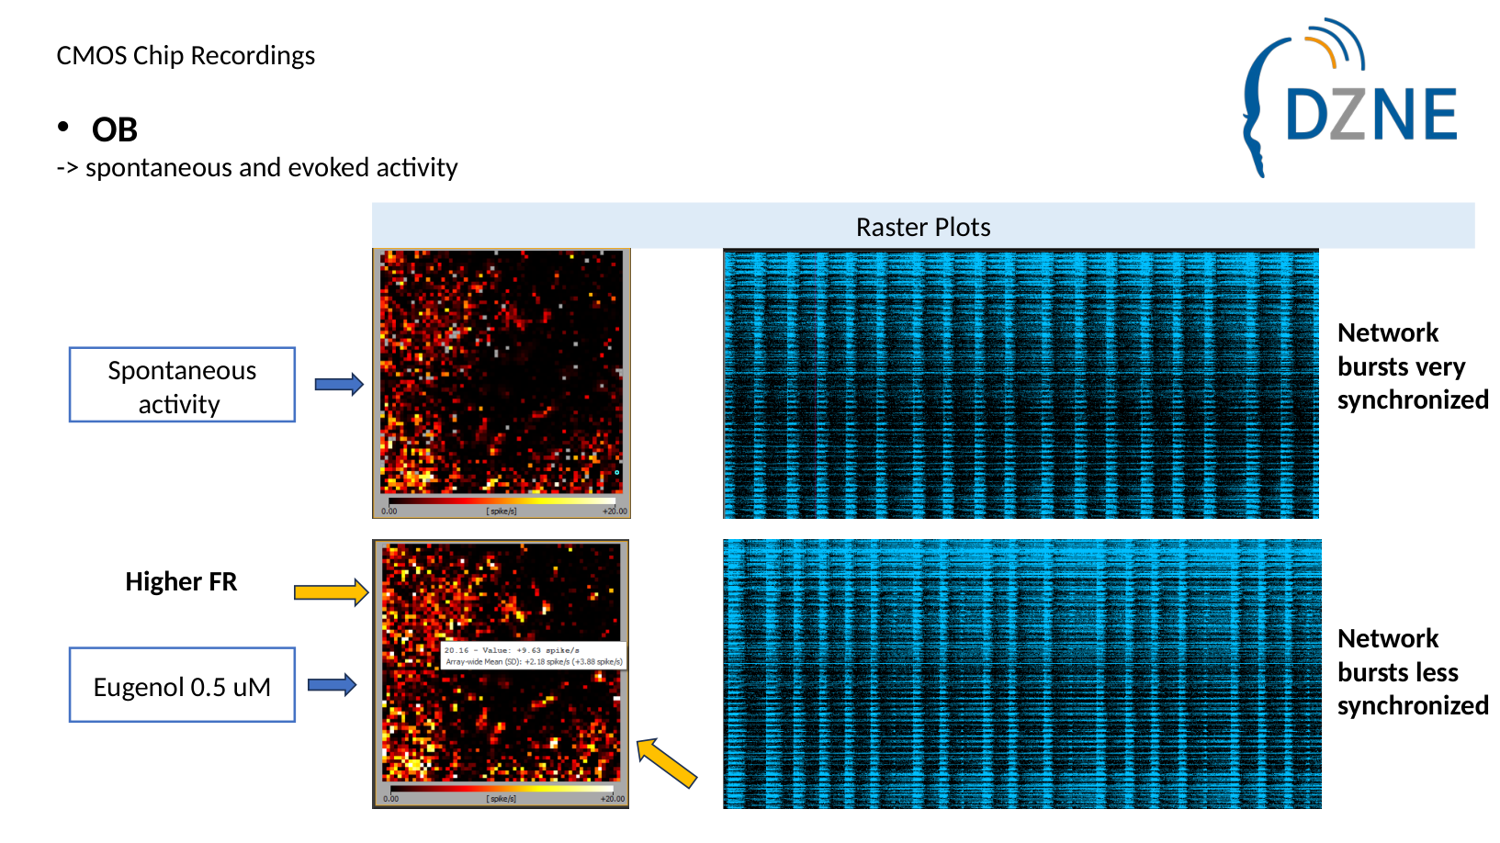 CMOS Chip Recordings
DZNE
• OB
-> spontaneous and evoked activity
Raster Plots
Spontaneous
activity
0.00 [ spike/s] +20.00
Network
bursts very
synchronized
Higher FR
Eugenol 0.5 uM
20.16 - Value: +9.63 spike/s
Array-wide Mean (SD): +2.18 spike/s (+3.88 spike/s)
0.00 [ spike/s] +20.00
Network
bursts less
synchronized